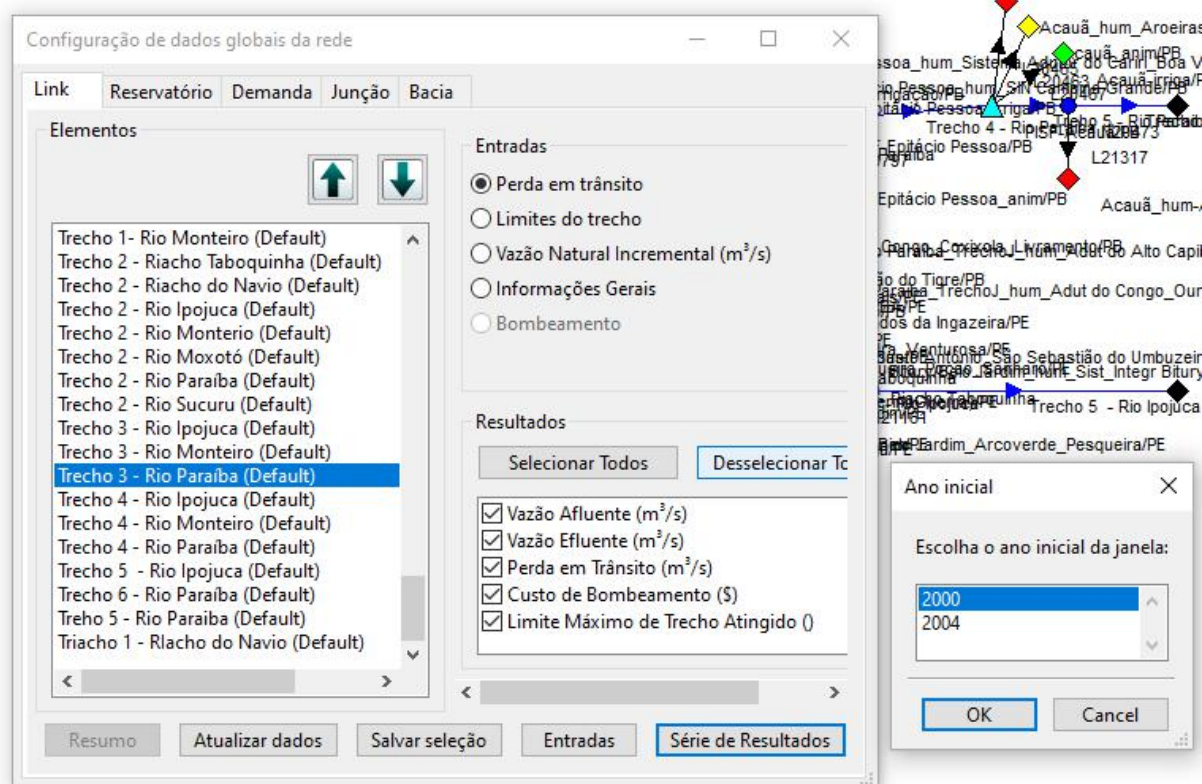 Configuração de dados globais da rede
Link
Reservatório
Demanda
Junção
Bacia
Elementos
Trecho 1- Rio Monteiro (Default)
Trecho 2 - Riacho Taboquinha (Default)
Trecho 2 - Riacho do Navio (Default)
Trecho 2 - Rio Ipojuca (Default)
Trecho 2 - Rio Monterio (Default)
Trecho 2 - Rio Moxotó (Default)
Trecho 2 - Rio Paraíba (Default)
Trecho 2 - Rio Sucuru (Default)
Trecho 3 - Rio Ipojuca (Default)
Trecho 3 - Rio Monteiro (Default)
Trecho 3 - Rio Paraíba (Default)
Trecho 4 - Rio Ipojuca (Default)
Trecho 4 - Rio Monteiro (Default)
Trecho 4 - Rio Paraíba (Default)
Trecho 5  - Rio Ipojuca (Default)
Trecho 6 - Rio Paraíba (Default)
Treho 5 - Rio Paraiba (Default)
Triacho 1 - RIacho do Navio (Default)
Entradas
Perda em trânsito
Limites do trecho
Vazão Natural Incremental (m³/s)
Informações Gerais
Bombeamento
Resultados
Selecionar Todos
Desselecionar Tc
Vazão Afluente (m³/s)
Vazão Efluente (m³/s)
Perda em Trânsito (m³/s)
Custo de Bombeamento ($)
Limite Máximo de Trecho Atingido ()
Resumo
Atualizar dados
Salvar seleção
Entradas
Série de Resultados
Acauã_hum_Aroeiras
L21317
Epitácio Pessoa/PB
Epitácio Pessoa_anim/PB
Acauã_hum-
dos da Ingazeira/PE
Trecho 5  - Rio Ipojuca
Jardim_Arcoverde_Pesqueira/PE
Ano inicial
Escolha o ano inicial da janela:
2000
2004
OK
Cancel